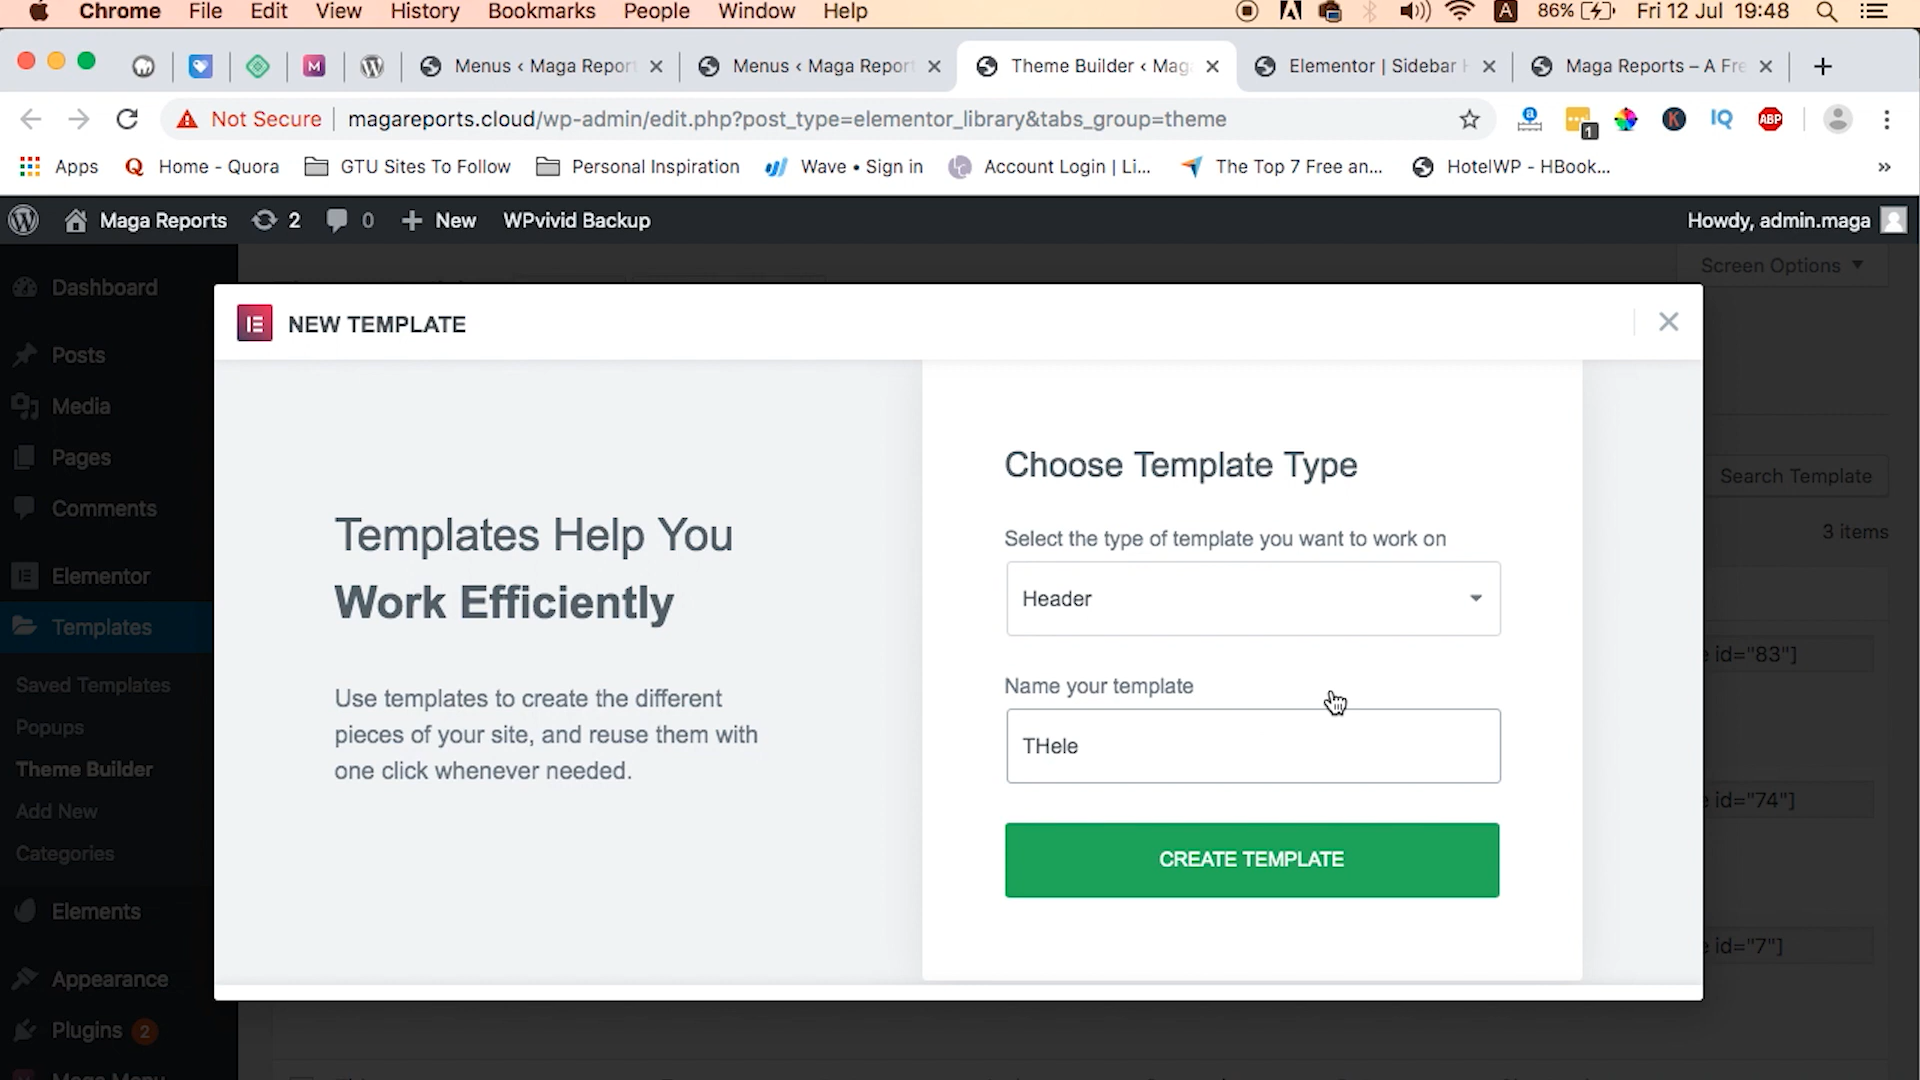 Chrome File Edit View History Bookmarks People Window Help 86% Fri 12 Jul 19:48
Menus ‹ Maga Report Menus ‹ Maga Report Theme Builder ‹ Mag Elementor | Sidebar Maga Reports – A Fre
Not Secure magareports.cloud/wp-admin/edit.php?post_type=elementor_library&tabs_group=theme
Apps Home - Quora GTU Sites To Follow Personal Inspiration Wave • Sign in Account Login | Li... The Top 7 Free an... HotelWP - HBook... »
Maga Reports 2 0 New WPvivid Backup Howdy, admin.maga
Screen Options
Dashboard
Posts
Media
Pages
Comments
Elementor
Templates
Saved Templates
Popups
Theme Builder
Add New
Categories
Elements
Appearance
Plugins 2
NEW TEMPLATE
Templates Help You
Work Efficiently
Use templates to create the different
pieces of your site, and reuse them with
one click whenever needed.
Choose Template Type
Select the type of template you want to work on
Header
Name your template
THele
CREATE TEMPLATE
Search Template
3 items
id="83"]
id="74"]
id="7"]